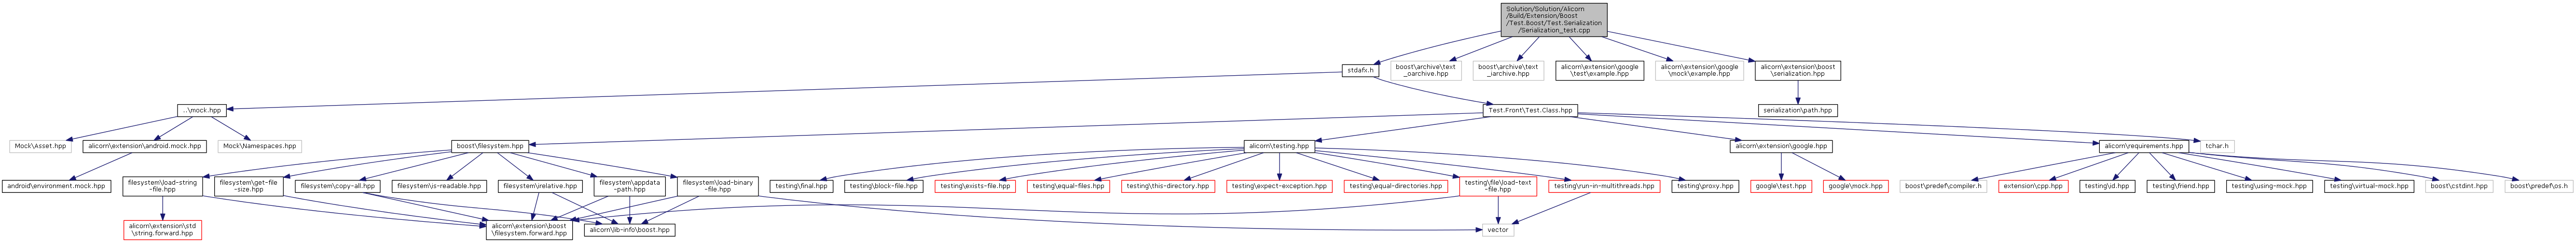 Solution/Solution/Alicorn
/Build/Extension/Boost
/Test.Boost/Test.Serialization
/Serialization_test.cpp
stdafx.h
boost\archive\text
_oarchive.hpp
boost\archive\text
_iarchive.hpp
alicorn\extension\google
\test\example.hpp
alicorn\extension\google
\mock\example.hpp
alicorn\extension\boost
\serialization.hpp
..\mock.hpp
Test.Front\Test.Class.hpp
serialization\path.hpp
Mock\Asset.hpp
alicorn\extension\android.mock.hpp
Mock\Namespaces.hpp
boost\filesystem.hpp
alicorn\testing.hpp
alicorn\extension\google.hpp
alicorn\requirements.hpp
tchar.h
android\environment.mock.hpp
filesystem\load-string
-file.hpp
filesystem\get-file
-size.hpp
filesystem\copy-all.hpp
filesystem\is-readable.hpp
filesystem\relative.hpp
filesystem\appdata
-path.hpp
filesystem\load-binary
-file.hpp
testing\final.hpp
testing\block-file.hpp
testing\exists-file.hpp
testing\equal-files.hpp
testing\this-directory.hpp
testing\expect-exception.hpp
testing\equal-directories.hpp
testing\file\load-text
-file.hpp
testing\run-in-multithreads.hpp
testing\proxy.hpp
google\test.hpp
google\mock.hpp
boost\predef\compiler.h
extension\cpp.hpp
testing\id.hpp
testing\friend.hpp
testing\using-mock.hpp
testing\virtual-mock.hpp
boost\cstdint.hpp
boost\predef\os.h
alicorn\extension\std
\string.forward.hpp
alicorn\extension\boost
\filesystem.forward.hpp
alicorn\lib-info\boost.hpp
vector